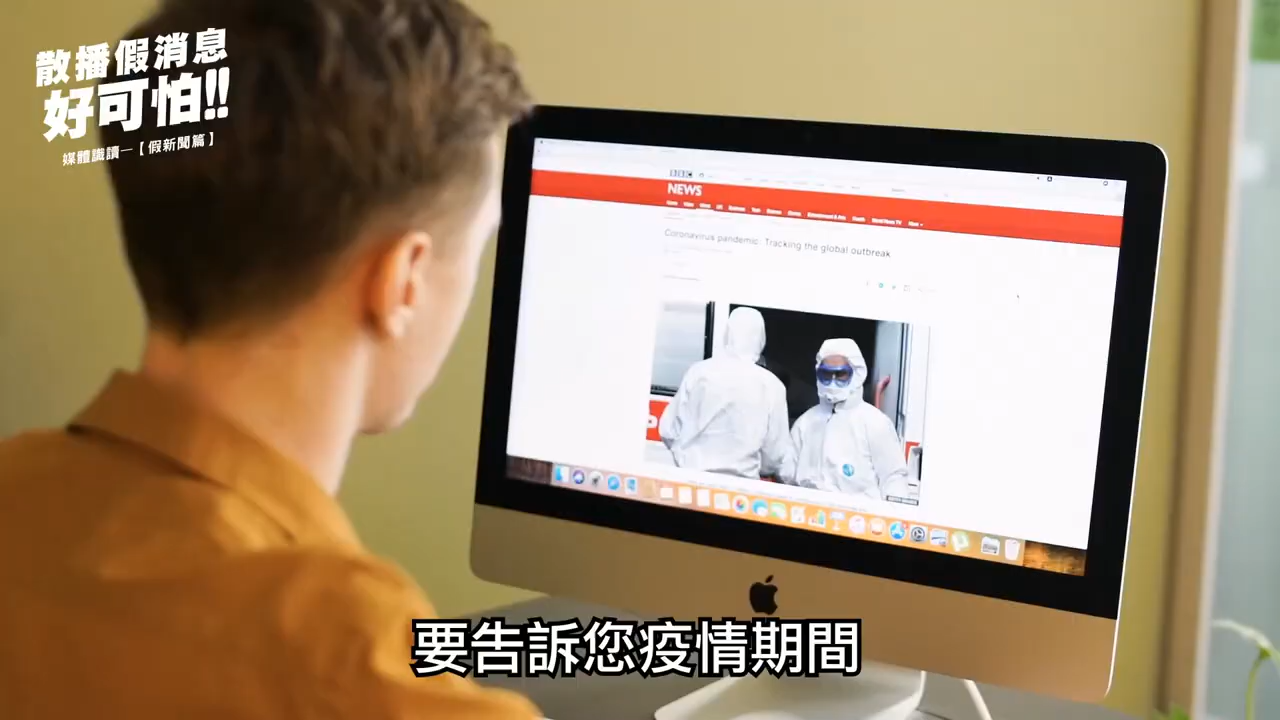 散播假消息
好可怕!!
媒體識讀—【假新聞篇】
BBC
NEWS
Coronavirus pandemic: Tracking the global outbreak
要告訴您疫情期間